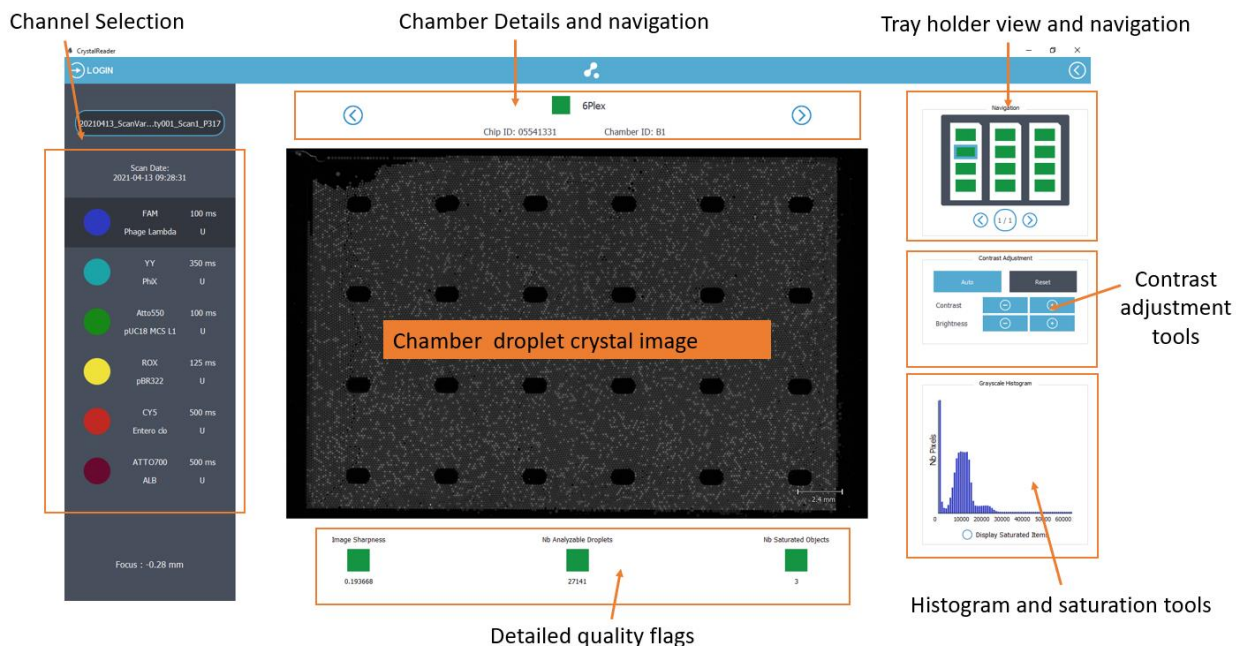 Channel Selection
Chamber Details and navigation
Tray holder view and navigation
CrystalReader
LOGIN
20210413_ScanVar...ty001_Scan1_P317
Scan Date:
2021-04-13 09:28:31
FAM 100 ms
Phage Lambda U
YY 350 ms
PhiX U
Atto550 100 ms
pUC18 MCS L1 U
ROX 125 ms
pBR322 U
CY5 500 ms
Entero clo U
ATTO700 500 ms
ALB U
Focus : -0.28 mm
6Plex
Chip ID: 05541331 Chamber ID: B1
Chamber droplet crystal image
2.4 mm
Image Sharpness Nb Analyzable Droplets Nb Saturated Objects
0.193668 27141 3
Detailed quality flags
Navigation
1 / 1
Contrast Adjustment
Auto Reset
Contrast
Brightness
Contrast
adjustment
tools
Grayscale Histogram
Nb Pixels
0 10000 20000 30000 40000 50000 60000
Display Saturated Items
Histogram and saturation tools